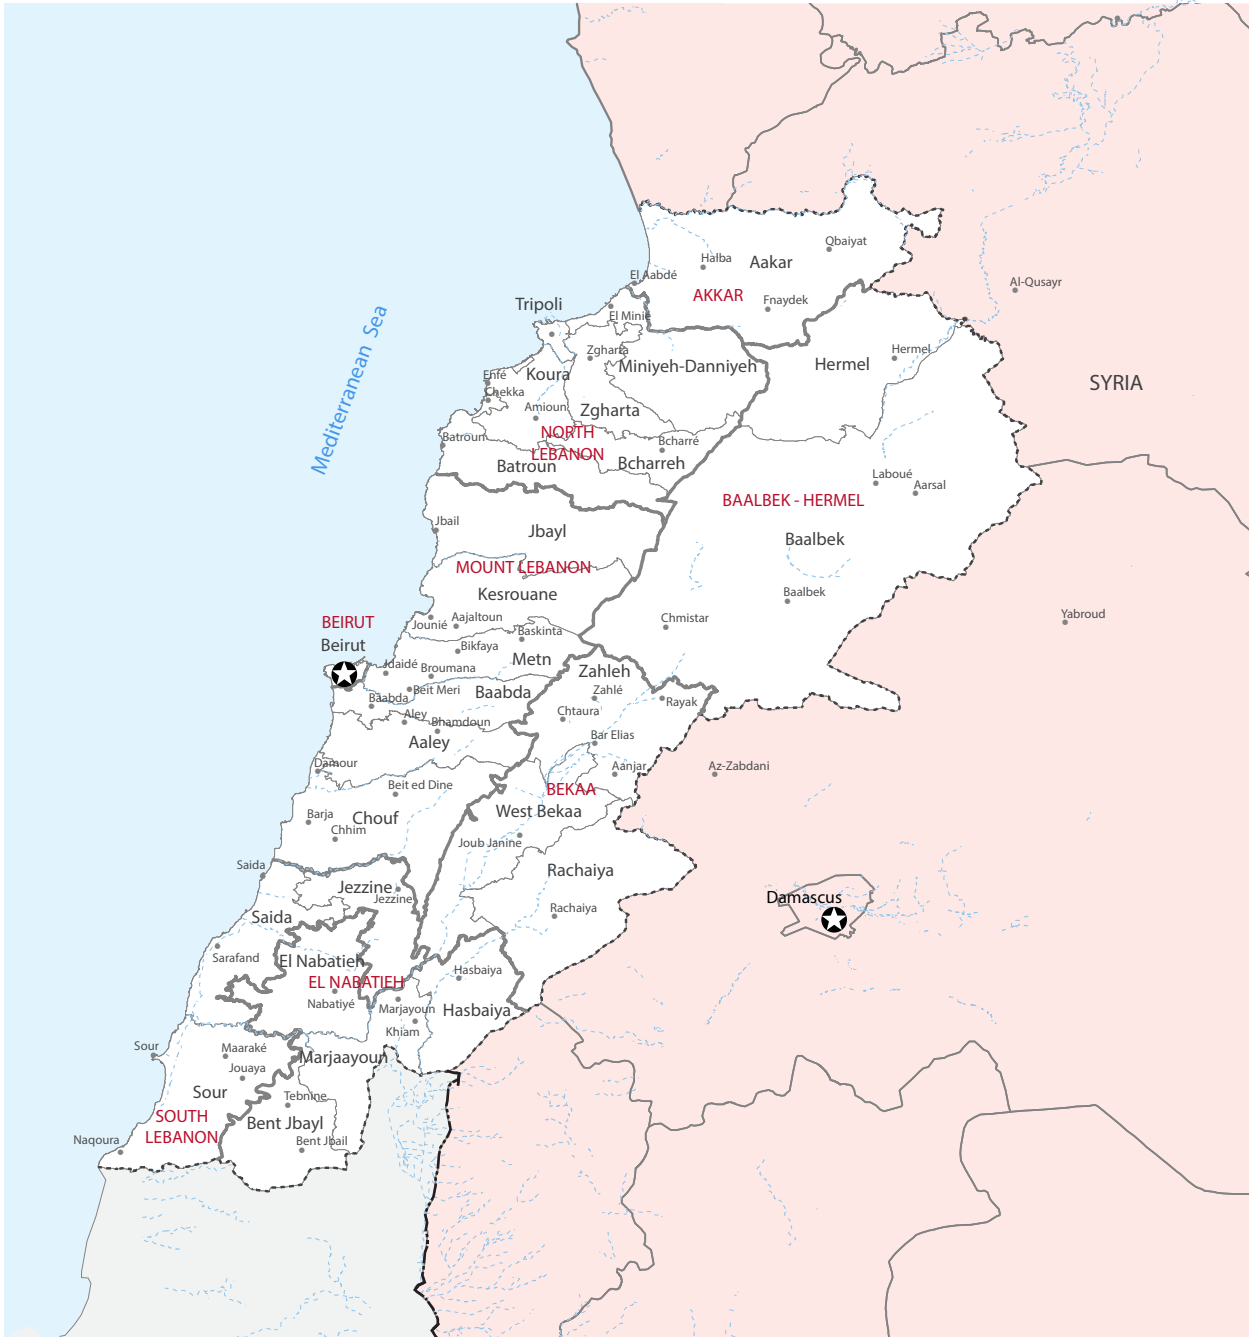 Qbaiyat
Halba
Aakar
El Aabdé
Al-Qusayr
AKKAR
Fnaydek
Tripoli
El Minié
Mediterranean Sea
Zgharta
Hermel
Miniyeh-Danniyeh
Hermel
Koura
Enfé
SYRIA
Chekka
Amioun
Zgharta
NORTH
LEBANON
Batroun
Bcharré
Batroun
Bcharreh
Laboué
Aarsal
BAALBEK - HERMEL
Jbail
Jbayl
Baalbek
MOUNT LEBANON
Kesrouane
Baalbek
Yabroud
BEIRUT
Beirut
Jounié
Aajaltoun
Chmistar
Baskinta
Bikfaya
Metn
Jdaidé
Broumana
Zahleh
Beit Meri
Baabda
Baabda
Zahlé
Rayak
Chtaura
Aley
Bhamdoun
Aaley
Bar Elias
Damour
Aanjar
Az-Zabdani
Beit ed Dine
BEKAA
Barja
Chouf
West Bekaa
Chhim
Joub Janine
Saida
Rachaiya
Jezzine
Jezzine
Damascus
Saida
Rachaiya
Sarafand
El Nabatieh
Hasbaiya
EL NABATIEH
Nabatiyé
Marjayoun
Hasbaiya
Khiam
Sour
Maaraké
Marjaayoun
Jouaya
Sour
Tebnine
SOUTH
LEBANON
Bent Jbayl
Naqoura
Bent Jbail